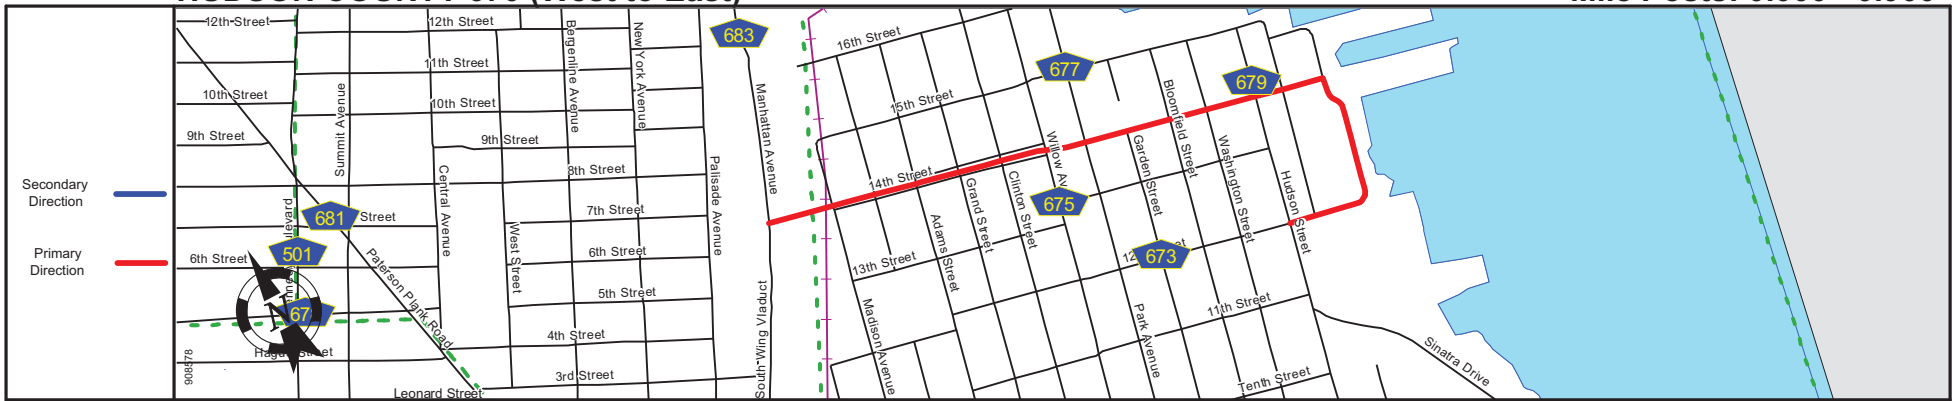 12th Street
12th Street
11th Street
10th Street
10th Street
9th Street
9th Street
8th Street
7th Street
Street
6th Street
6th Street
5th Street
4th Street
3rd Street
Leonard Street
Summit Avenue
Central Avenue
West Street
Bergenline Avenue
New York Avenue
Palisade Avenue
Manhattan Avenue
South Wing Viaduct
Paterson Plank Road
Secondary
Direction
Primary
Direction
681
501
67
683
677
679
675
673
908578
16th Street
15th Street
14th Street
13th Street
11th Street
Tenth Street
Madison Avenue
Adams Street
Grand Street
Clinton Street
Willow Av
Park Avenue
Garden Street
Bloomfield Street
Washington Street
Hudson Street
Sinatra Drive